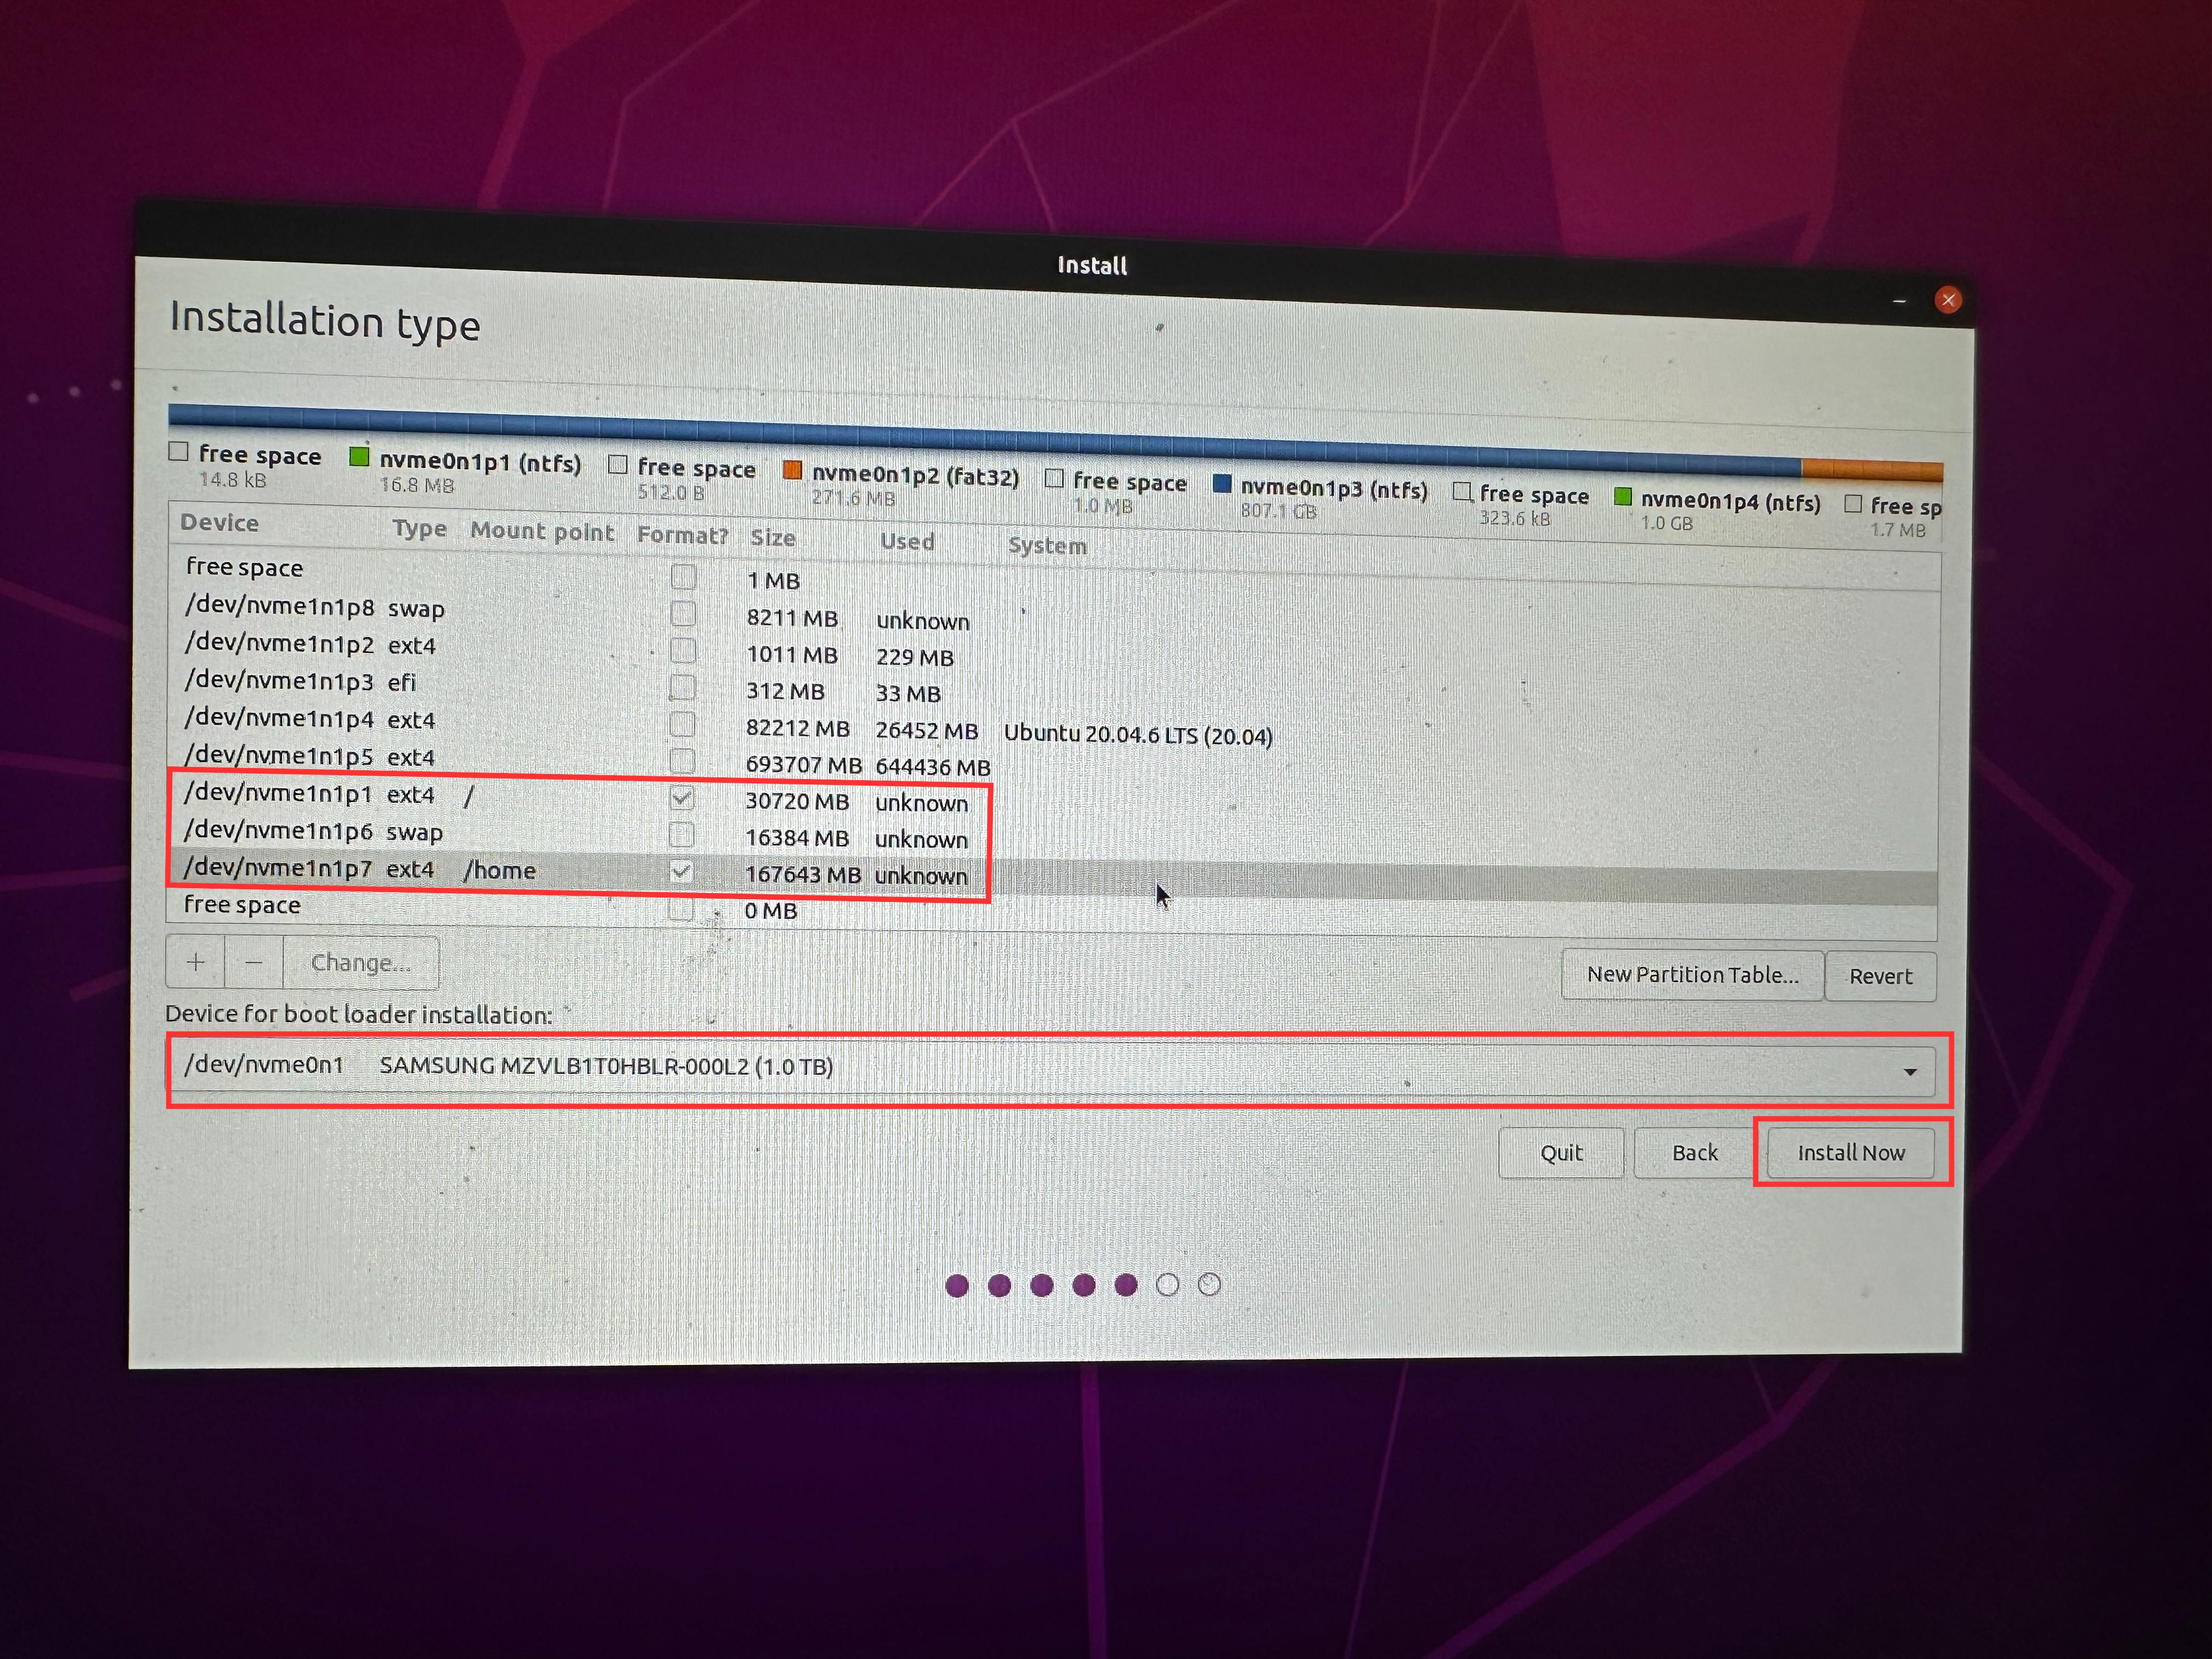 Install
Installation type
free space nvme0n1p1 (ntfs) free space nvme0n1p2 (fat32) free space nvme0n1p3 (ntfs) free space nvme0n1p4 (ntfs) free sp
14.8 kB 16.8 MB 512.0 B 271.6 MB 1.0 MB 807.1 GB 323.6 kB 1.0 GB 1.7 MB
Device Type Mount point Format? Size Used System
free space 1 MB
/dev/nvme1n1p8 swap 8211 MB unknown
/dev/nvme1n1p2 ext4 1011 MB 229 MB
/dev/nvme1n1p3 efi 312 MB 33 MB
/dev/nvme1n1p4 ext4 82212 MB 26452 MB Ubuntu 20.04.6 LTS (20.04)
/dev/nvme1n1p5 ext4 693707 MB 644436 MB
/dev/nvme1n1p1 ext4 / 30720 MB unknown
/dev/nvme1n1p6 swap 16384 MB unknown
/dev/nvme1n1p7 ext4 /home 167643 MB unknown
free space 0 MB
+ − Change... New Partition Table... Revert
Device for boot loader installation:
/dev/nvme0n1 SAMSUNG MZVLB1T0HBLR-000L2 (1.0 TB)
Quit Back Install Now